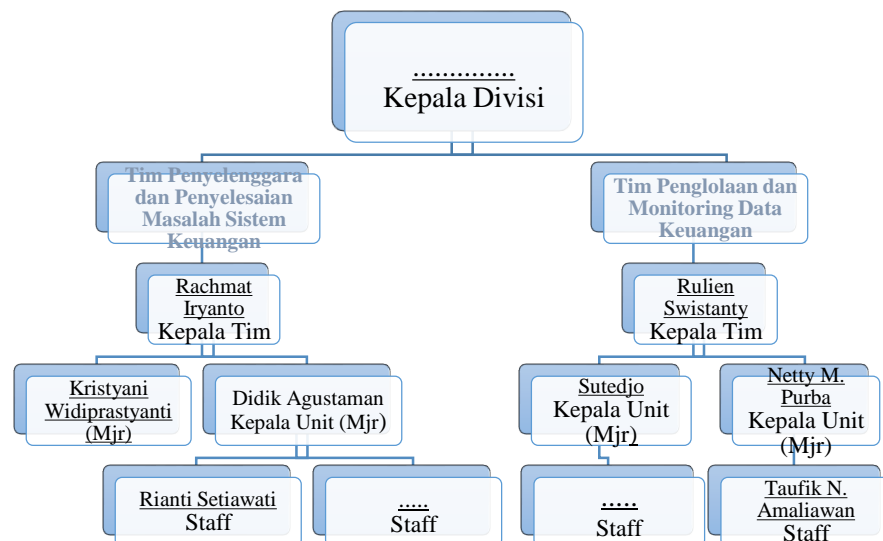 ..............
Kepala Divisi
Tim Penyelenggara
dan Penyelesaian
Masalah Sistem
Keuangan
Tim Penglolaan dan
Monitoring Data
Keuangan
Rachmat
Iryanto
Kepala Tim
Rulien
Swistanty
Kepala Tim
Kristyani
Widiprastyanti
(Mjr)
Didik Agustaman
Kepala Unit (Mjr)
Sutedjo
Kepala Unit
(Mjr)
Netty M.
Purba
Kepala Unit
(Mjr)
Rianti Setiawati
Staff
.....
Staff
.....
Staff
Taufik N.
Amaliawan
Staff